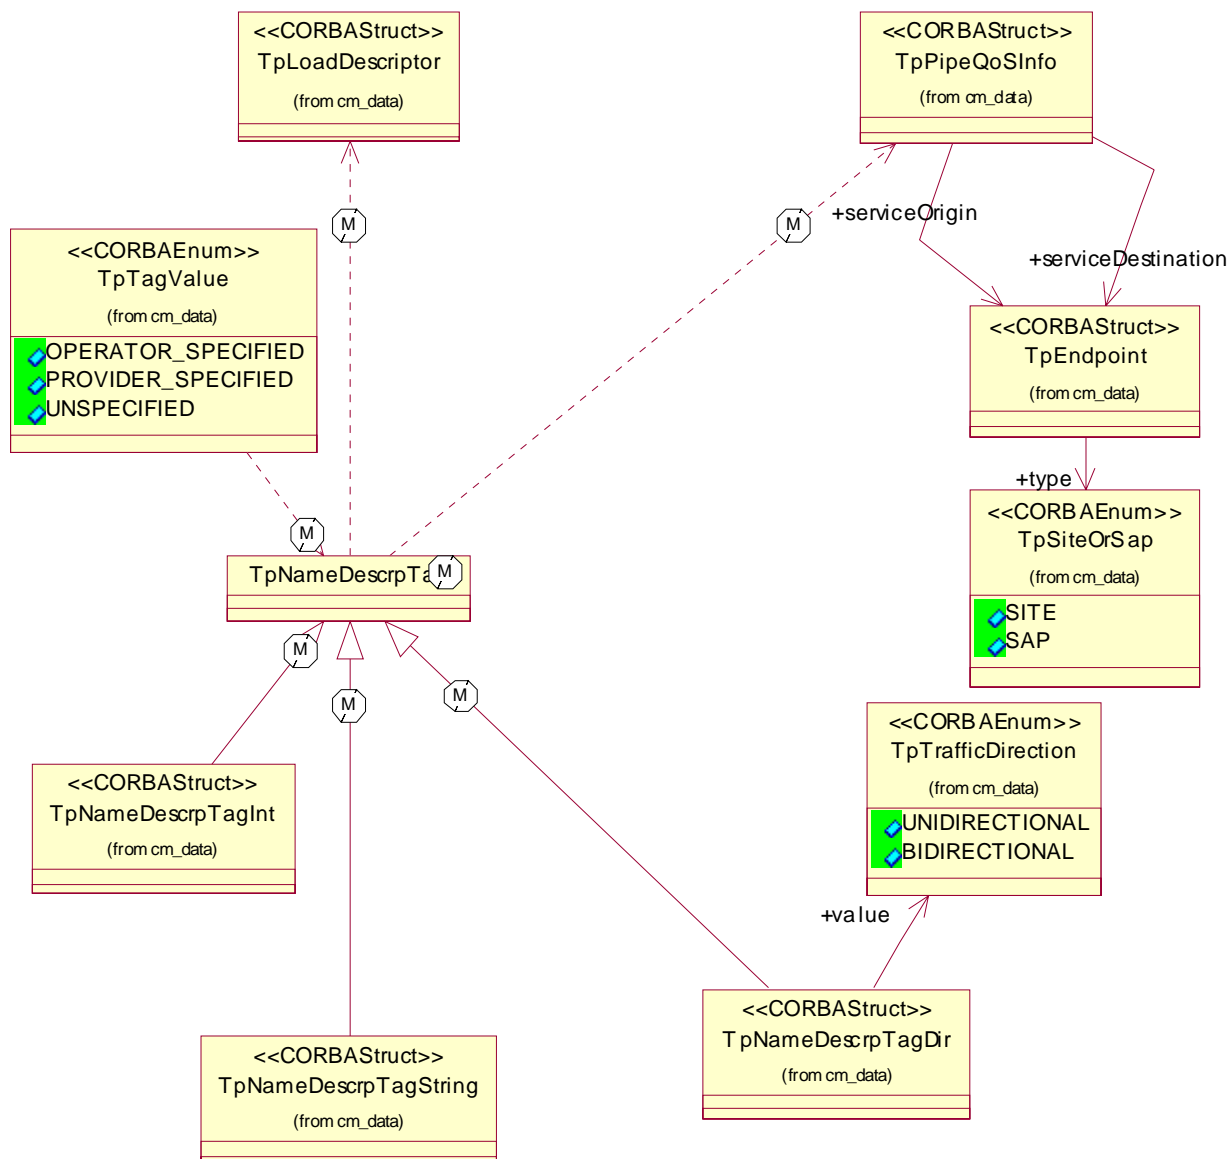 <<CORBAStruct>>
TpLoadDescriptor
(from cm_data)
<<CORBAStruct>>
TpPipeQoSInfo
(from cm_data)
M
M
+serviceOrigin
+serviceDestination
<<CORBAEnum>>
TpTagValue
(from cm_data)
OPERATOR_SPECIFIED
PROVIDER_SPECIFIED
UNSPECIFIED
<<CORBAStruct>>
TpEndpoint
(from cm_data)
+type
<<CORBAEnum>>
TpSiteOrSap
(from cm_data)
SITE
SAP
M
TpNameDescrpTa
M
M
M
M
<<CORBAEnum>>
TpTrafficDirection
(from cm_data)
UNIDIRECTIONAL
BIDIRECTIONAL
+value
<<CORBAStruct>>
TpNameDescrpTagInt
(from cm_data)
<<CORBAStruct>>
TpNameDescrpTagDir
(from cm_data)
<<CORBAStruct>>
TpNameDescrpTagString
(from cm_data)